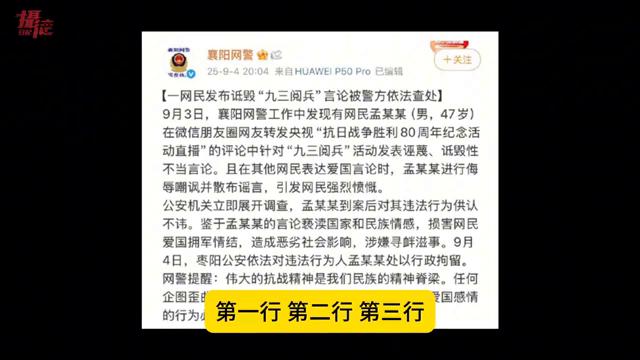 襄阳网警
25-9-4 20:04 来自HUAWEI P50 Pro 已编辑
+关注
【一网民发布诋毁“九三阅兵”言论被警方依法查处】
9月3日，襄阳网警工作中发现有网民孟某某（男，47岁）
在微信朋友圈网友转发央视“抗日战争胜利80周年纪念活
动直播”的评论中针对“九三阅兵”活动发表诬蔑、诋毁性
不当言论。且在其他网民表达爱国言论时，孟某某进行侮
辱嘲讽并散布谣言，引发网民强烈愤慨。
公安机关立即展开调查，孟某某到案后对其违法行为供认
不讳。鉴于孟某某的言论亵渎国家和民族情感，损害网民
爱国拥军情结，造成恶劣社会影响，涉嫌寻衅滋事。9月
4日，枣阳公安依法对违法行为人孟某某处以行政拘留。
网警提醒：伟大的抗战精神是我们民族的精神脊梁。任何
企图歪曲
爱国感情
的行为必
第一行 第二行 第三行